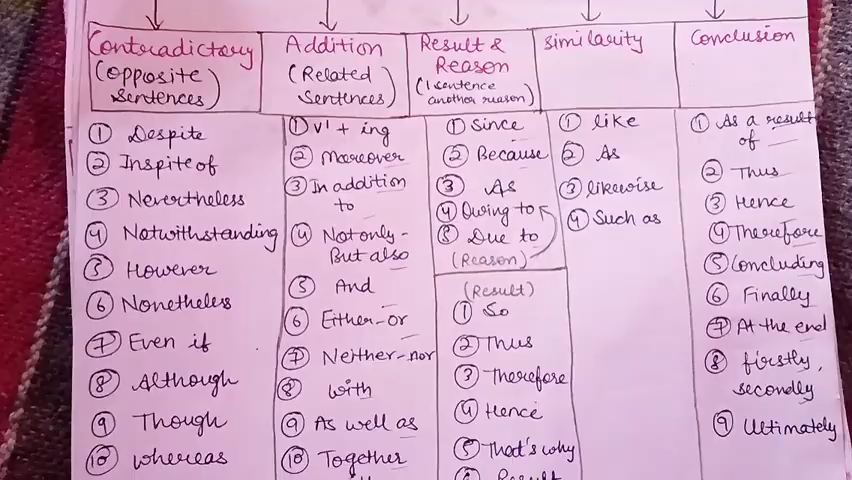 Contradictory
(Opposite
Sentences)
① Despite
② Inspite of
③ Nevertheless
④ Notwithstanding
⑤ However
⑥ Nonetheless
⑦ Even if
⑧ Although
⑨ Though
⑩ whereas
Addition
(Related
Sentences)
① V' + ing
② Moreover
③ In addition
to
④ Not only -
But also
⑤ And
⑥ Either-or
⑦ Neither-nor
⑧ with
⑨ As well as
⑩ Together
Result &
Reason
(1 sentence
another reason)
① Since
② Because
③ As
④ Owing to
⑤ Due to
(Reason)
(Result)
① So
② Thus
③ Therefore
④ Hence
⑤ That's why
Result
Similarity
① like
② As
③ likewise
④ Such as
Conclusion
① As a result
of
② Thus
③ Hence
④ Therefore
⑤ Concluding
⑥ Finally
⑦ At the end
⑧ firstly,
secondly
⑨ Ultimately